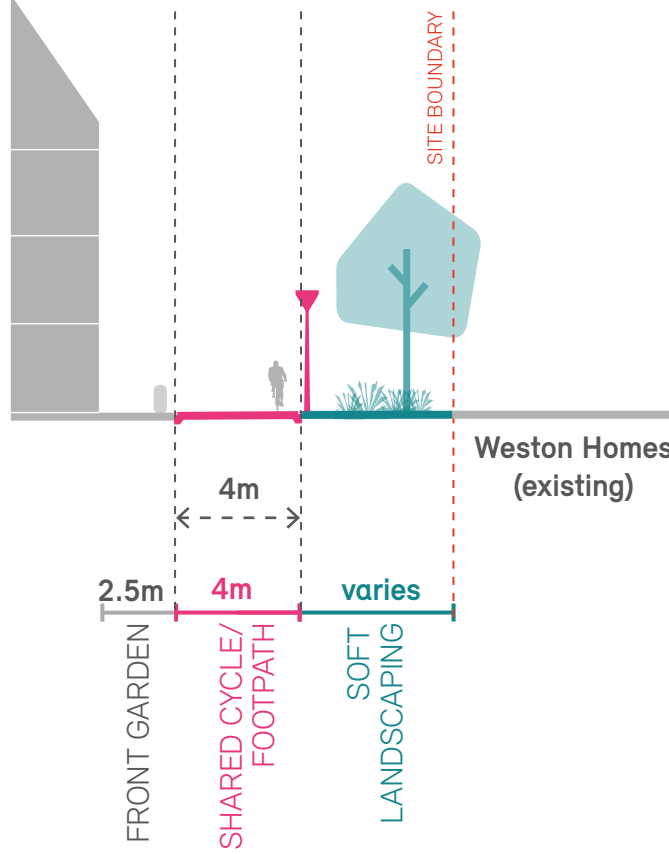 SITE BOUNDARY
Weston Homes
(existing)
4m
2.5m
4m
varies
FRONT GARDEN
SHARED CYCLE/
FOOTPATH
SOFT
LANDSCAPING